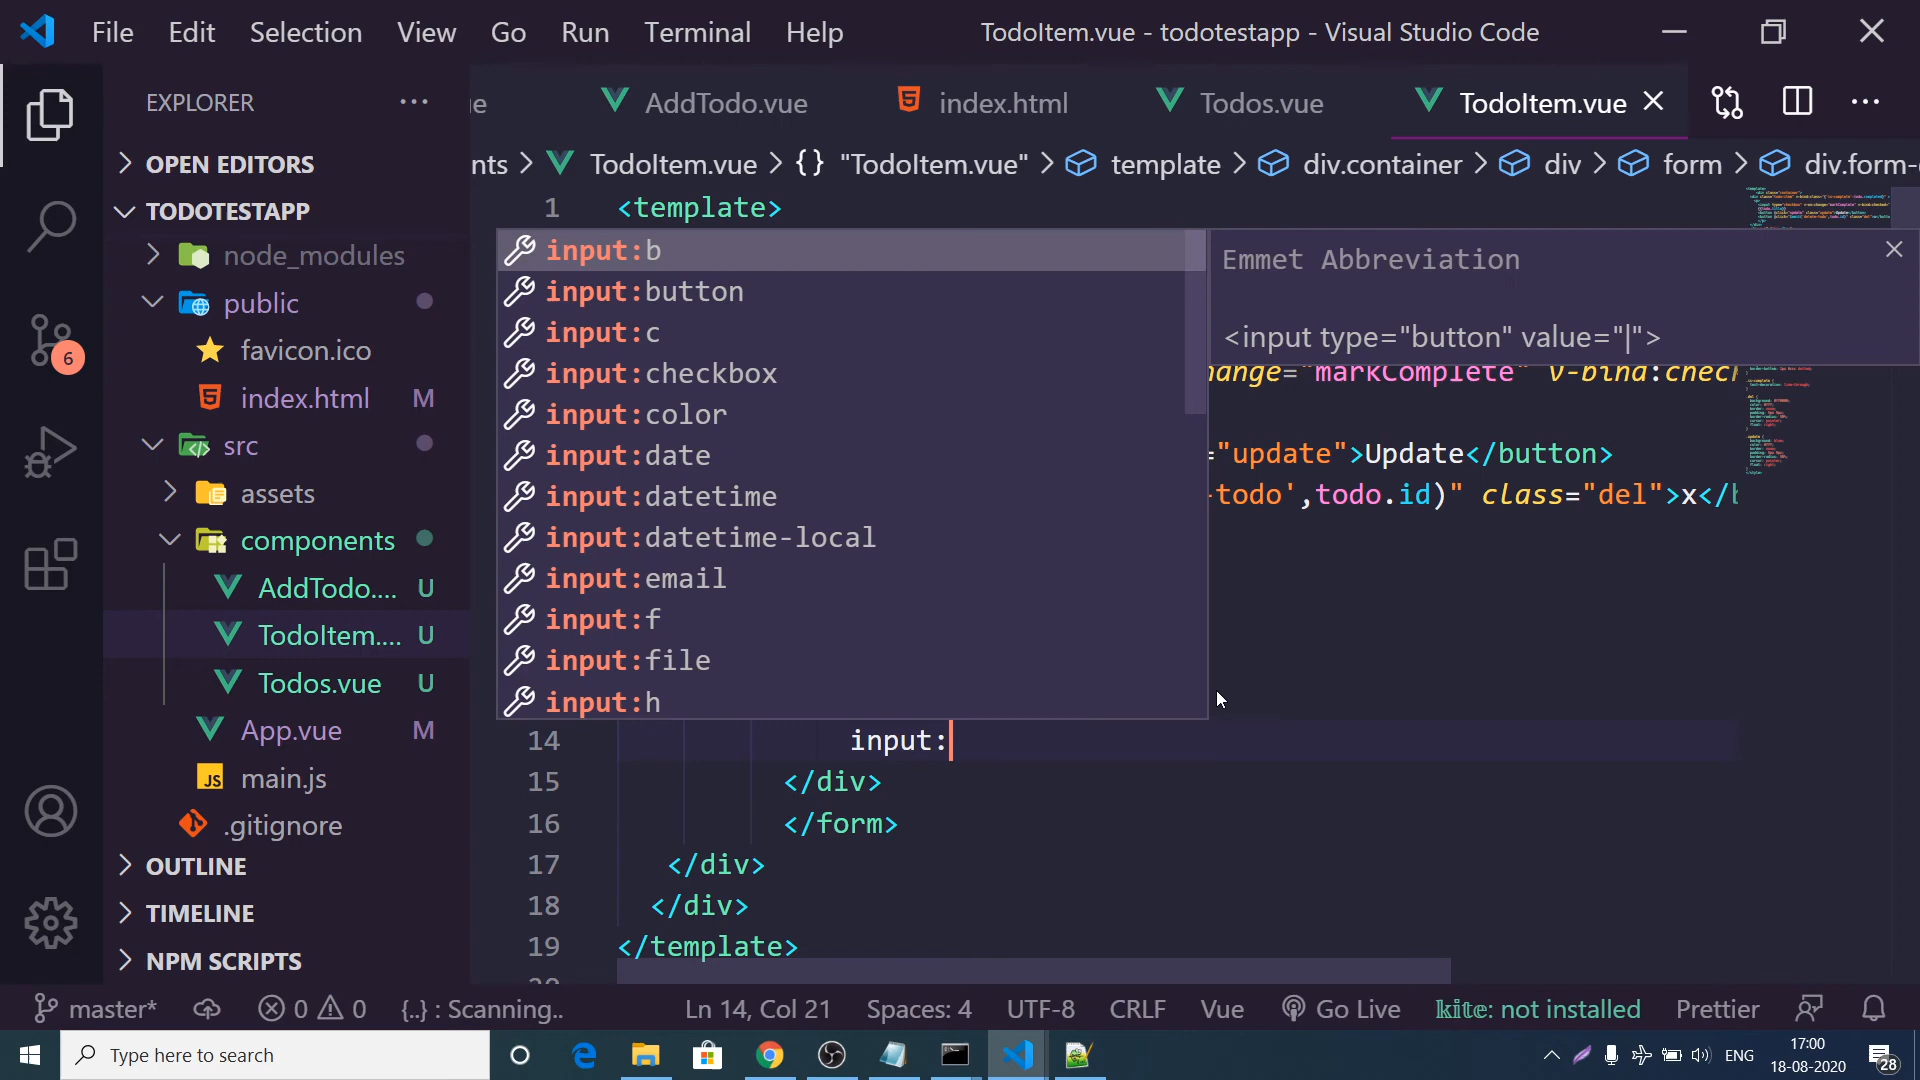 File Edit Selection View Go Run Terminal Help TodoItem.vue - todotestapp - Visual Studio Code
EXPLORER
e AddTodo.vue index.html Todos.vue TodoItem.vue
OPEN EDITORS
nts > TodoItem.vue > {} "TodoItem.vue" > template > div.container > div > form > div.form-
TODOTESTAPP
node_modules
public
favicon.ico
index.html M
src
assets
components
AddTodo.... U
TodoItem.... U
Todos.vue U
App.vue M
main.js
.gitignore
OUTLINE
TIMELINE
NPM SCRIPTS
6
1 <template>
input:b
input:button
input:c
input:checkbox
input:color
input:date
input:datetime
input:datetime-local
input:email
input:f
input:file
input:h
Emmet Abbreviation
<input type="button" value="|">
hange="markComplete" v-bind:chec
="update">Update</button>
-todo',todo.id)" class="del">x</b
14 input:
15 </div>
16 </form>
17 </div>
18 </div>
19 </template>
20
master* 0 0 {..} : Scanning.. Ln 14, Col 21 Spaces: 4 UTF-8 CRLF Vue Go Live kite: not installed Prettier
Type here to search
ENG 17:00
18-08-2020 28